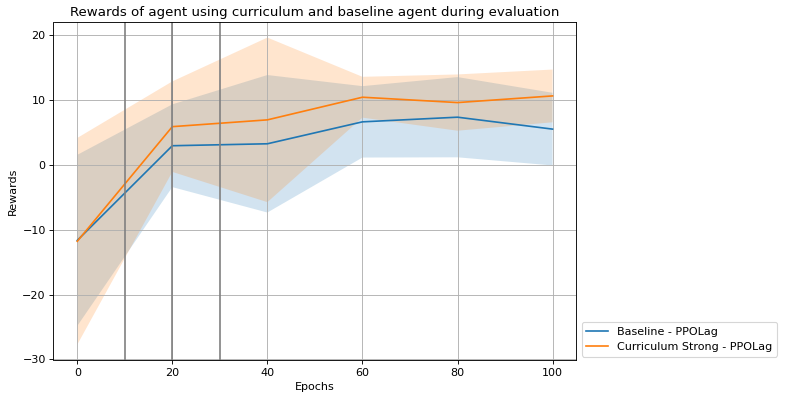 Rewards of agent using curriculum and baseline agent during evaluation
20
10
0
−10
−20
−30
Rewards
0 20 40 60 80 100
Epochs
Baseline - PPOLag
Curriculum Strong - PPOLag